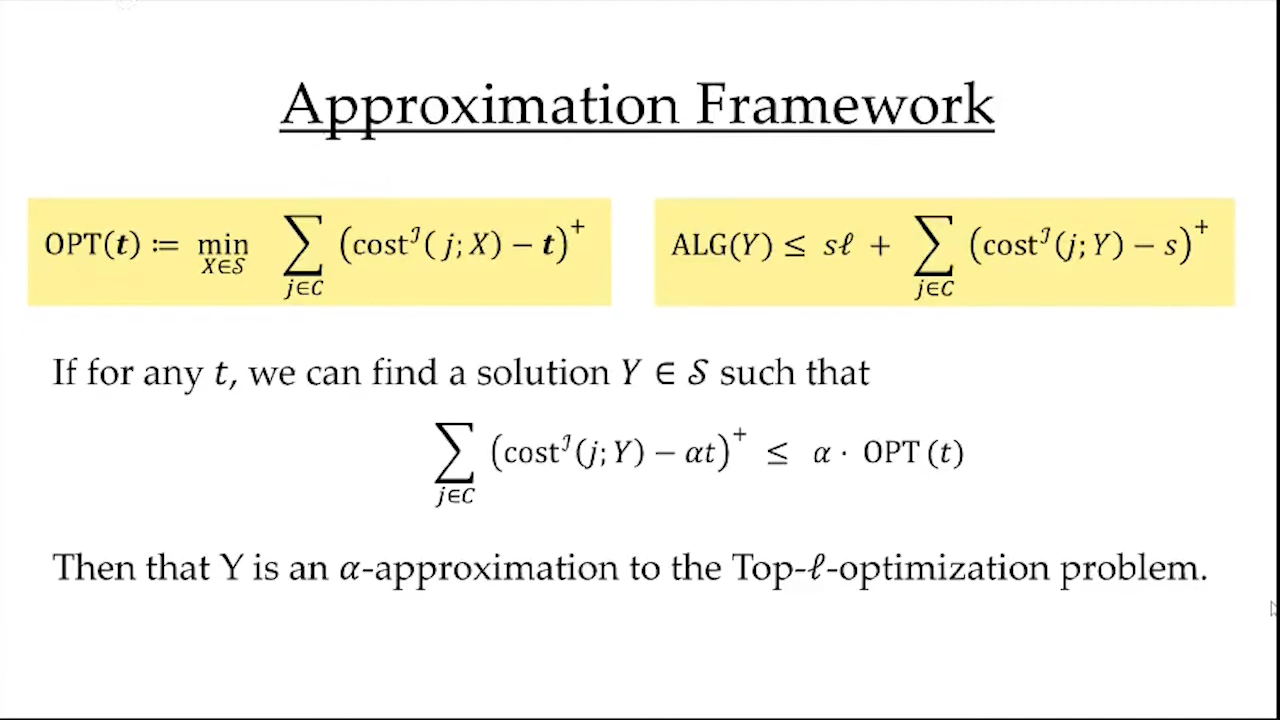 Approximation Framework
OPT(𝒕) ≔ min_{X∈𝒮} ∑_{j∈C} (cost^ℐ( j; X) − 𝒕)⁺
ALG(Y) ≤ sℓ + ∑_{j∈C} (cost^ℐ(j; Y) − s)⁺
If for any t, we can find a solution Y ∈ 𝒮 such that
∑_{j∈C} (cost^ℐ(j; Y) − αt)⁺ ≤ α · OPT (t)
Then that Y is an α-approximation to the Top-ℓ-optimization problem.